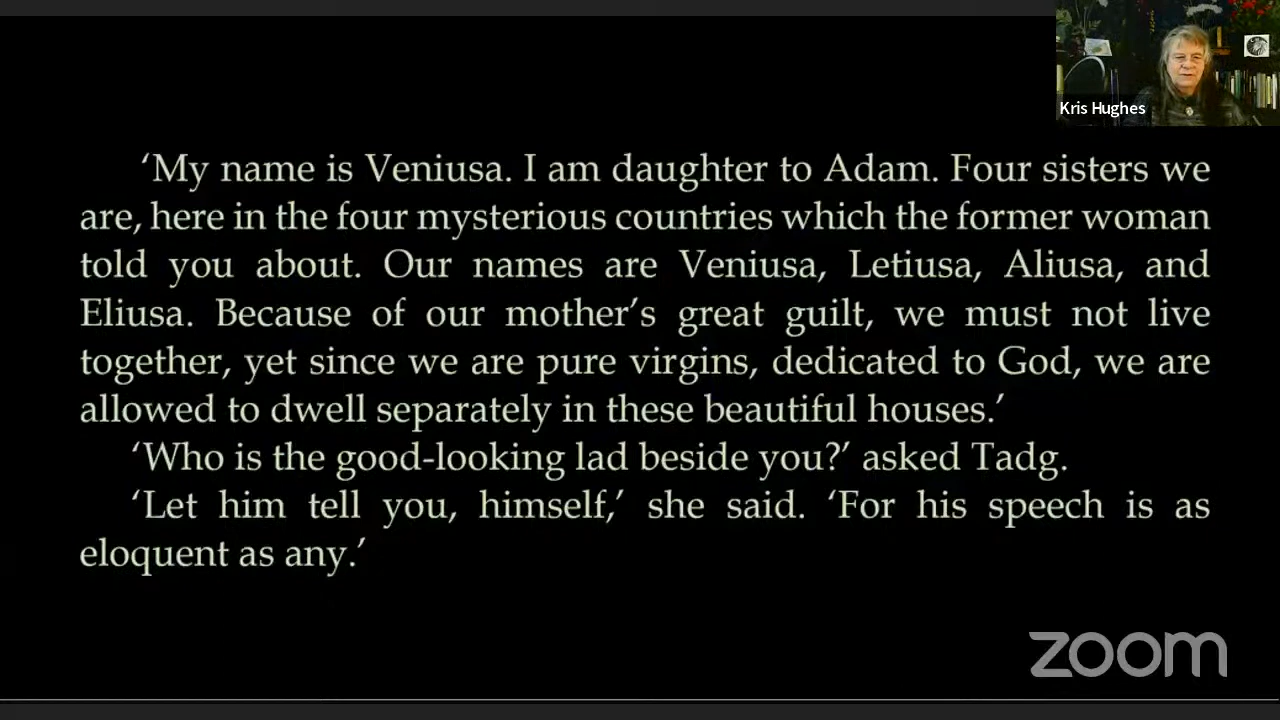 Kris Hughes
‘My name is Veniusa. I am daughter to Adam. Four sisters we
are, here in the four mysterious countries which the former woman
told you about. Our names are Veniusa, Letiusa, Aliusa, and
Eliusa. Because of our mother’s great guilt, we must not live
together, yet since we are pure virgins, dedicated to God, we are
allowed to dwell separately in these beautiful houses.’
‘Who is the good-looking lad beside you?’ asked Tadg.
‘Let him tell you, himself,’ she said. ‘For his speech is as
eloquent as any.’
zoom